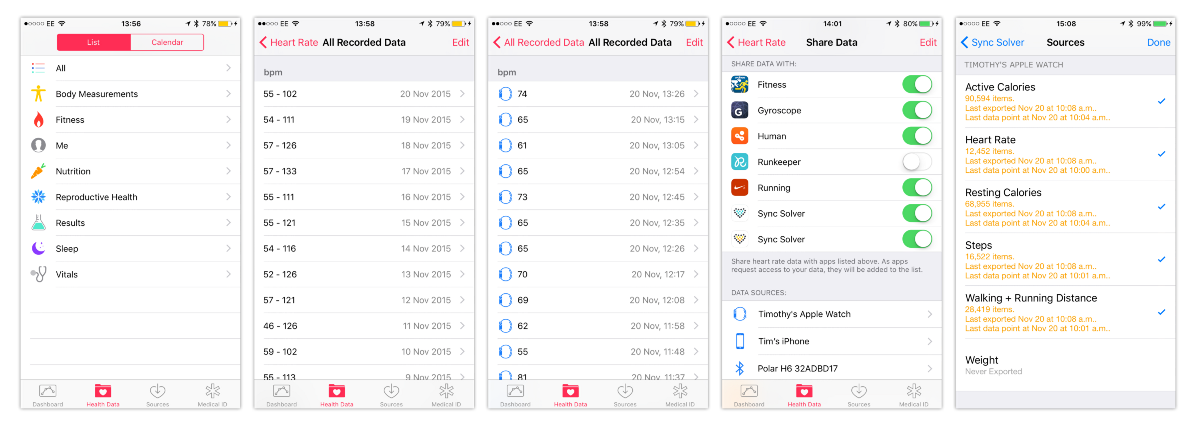 EE 13:56 78%
List Calendar
All
Body Measurements
Fitness
Me
Nutrition
Reproductive Health
Results
Sleep
Vitals
Dashboard Health Data Sources Medical ID
EE 13:58 79%
Heart Rate All Recorded Data Edit
bpm
55 - 102 20 Nov 2015
54 - 111 19 Nov 2015
57 - 126 18 Nov 2015
57 - 133 17 Nov 2015
55 - 111 16 Nov 2015
55 - 121 15 Nov 2015
54 - 116 14 Nov 2015
52 - 126 13 Nov 2015
57 - 121 12 Nov 2015
46 - 126 11 Nov 2015
59 - 102 10 Nov 2015
55 - 113 9 Nov 2015
Dashboard Health Data Sources Medical ID
EE 13:58 79%
All Recorded Data All Recorded Data Edit
bpm
74 20 Nov, 13:26
65 20 Nov, 13:15
61 20 Nov, 13:05
65 20 Nov, 12:54
73 20 Nov, 12:45
65 20 Nov, 12:35
65 20 Nov, 12:26
70 20 Nov, 12:17
69 20 Nov, 12:08
62 20 Nov, 11:58
55 20 Nov, 11:48
81 20 Nov, 11:37
Dashboard Health Data Sources Medical ID
EE 14:01 80%
Heart Rate Share Data Edit
SHARE DATA WITH:
Fitness
Gyroscope
Human
Runkeeper
Running
Sync Solver
Sync Solver
Share heart rate data with apps listed above. As apps
request access to your data, they will be added to the list.
DATA SOURCES:
Timothy's Apple Watch
Tim's iPhone
Polar H6 32ADBD17
Dashboard Health Data Sources Medical ID
EE 15:08 99%
Sync Solver Sources Done
TIMOTHY'S APPLE WATCH
Active Calories
90,594 items.
Last exported Nov 20 at 10:08 a.m..
Last data point at Nov 20 at 10:04 a.m..
Heart Rate
12,452 items.
Last exported Nov 20 at 10:08 a.m..
Last data point at Nov 20 at 10:00 a.m..
Resting Calories
68,955 items.
Last exported Nov 20 at 10:08 a.m..
Last data point at Nov 20 at 10:04 a.m..
Steps
16,522 items.
Last exported Nov 20 at 10:08 a.m..
Last data point at Nov 20 at 10:01 a.m..
Walking + Running Distance
26,419 items.
Last exported Nov 20 at 10:08 a.m..
Last data point at Nov 20 at 10:01 a.m..
Weight
Never Exported